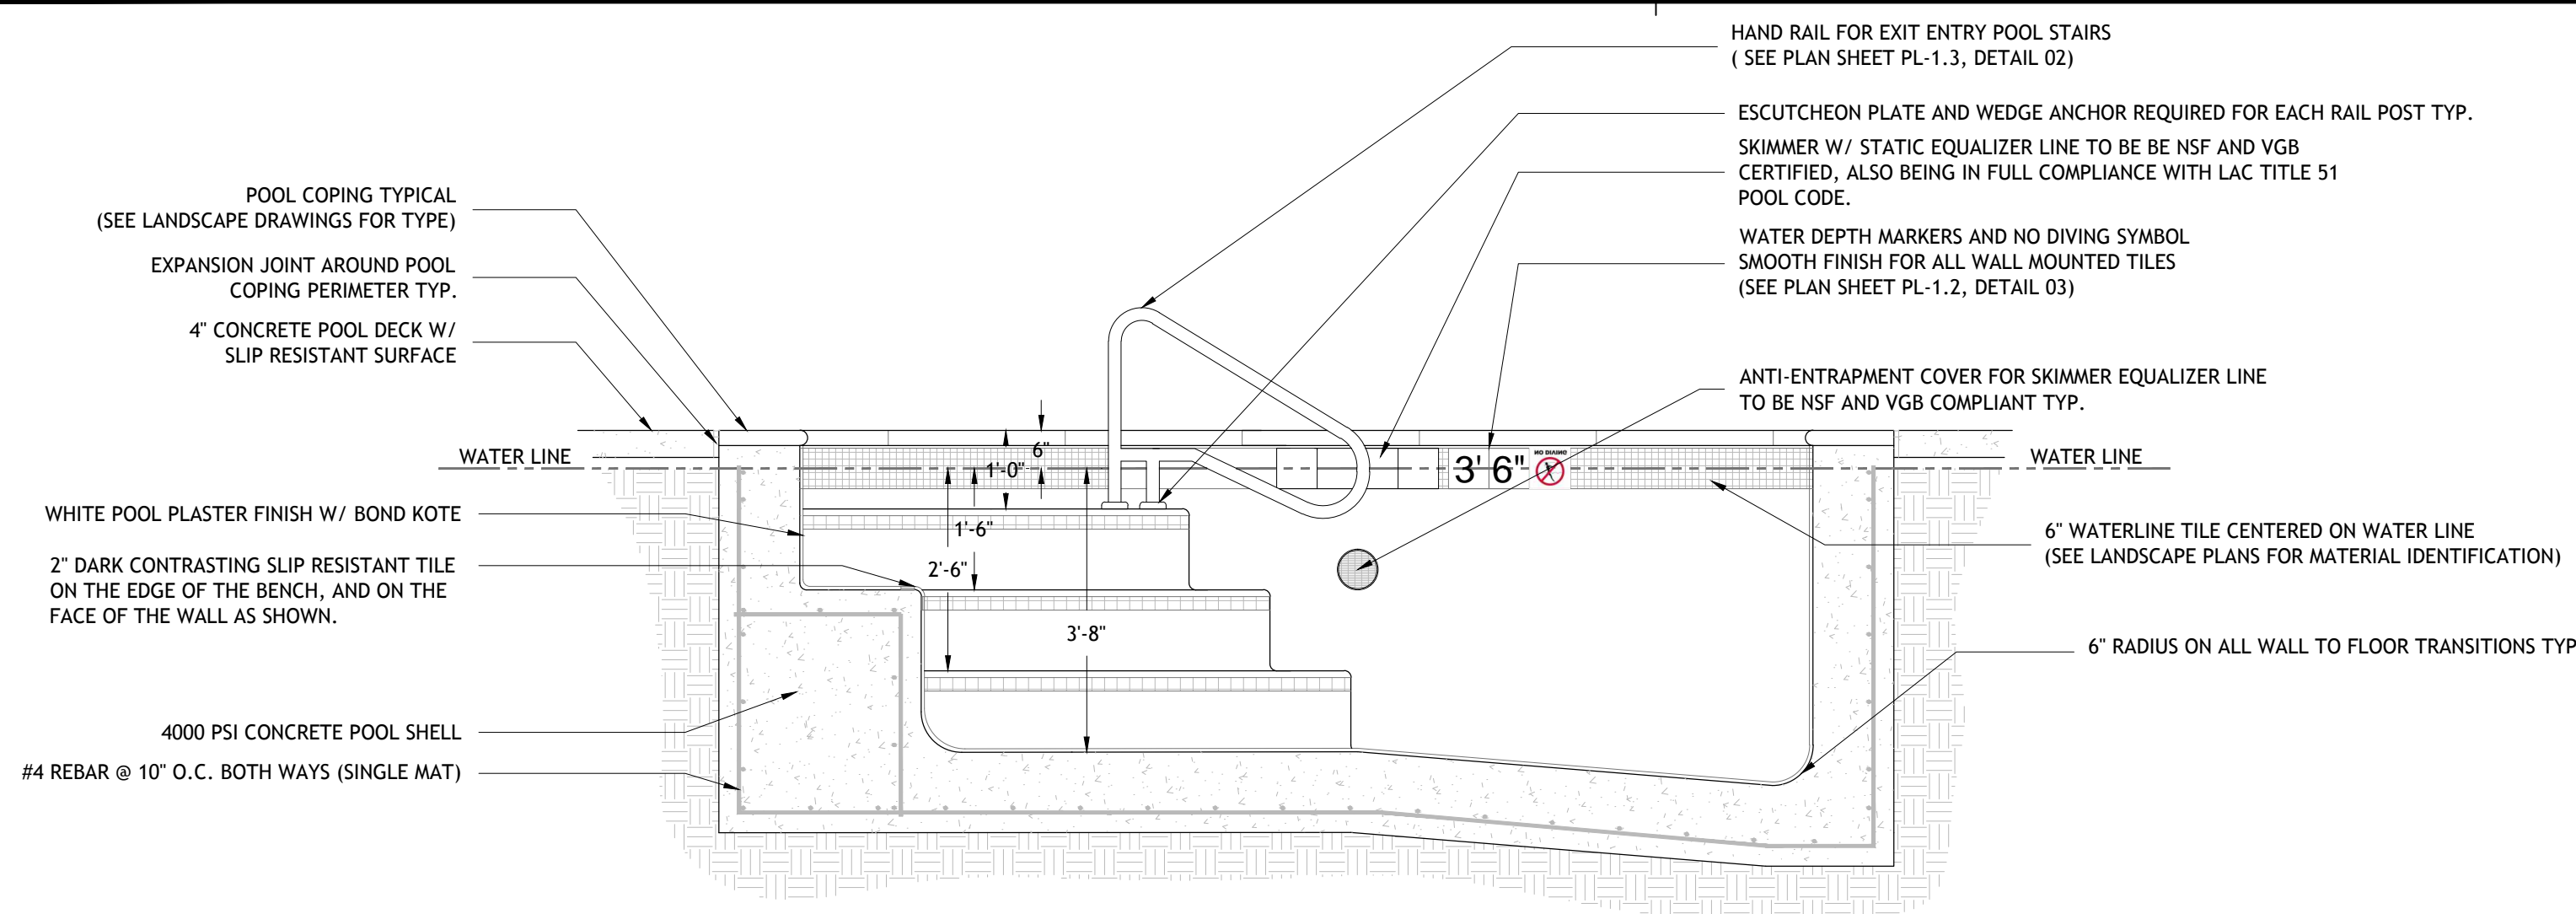 HAND RAIL FOR EXIT ENTRY POOL STAIRS
( SEE PLAN SHEET PL-1.3, DETAIL 02)
ESCUTCHEON PLATE AND WEDGE ANCHOR REQUIRED FOR EACH RAIL POST TYP.
SKIMMER W/ STATIC EQUALIZER LINE TO BE BE NSF AND VGB
CERTIFIED, ALSO BEING IN FULL COMPLIANCE WITH LAC TITLE 51
POOL CODE.
WATER DEPTH MARKERS AND NO DIVING SYMBOL
SMOOTH FINISH FOR ALL WALL MOUNTED TILES
(SEE PLAN SHEET PL-1.2, DETAIL 03)
ANTI-ENTRAPMENT COVER FOR SKIMMER EQUALIZER LINE
TO BE NSF AND VGB COMPLIANT TYP.
POOL COPING TYPICAL
(SEE LANDSCAPE DRAWINGS FOR TYPE)
EXPANSION JOINT AROUND POOL
COPING PERIMETER TYP.
4" CONCRETE POOL DECK W/
SLIP RESISTANT SURFACE
WATER LINE
WHITE POOL PLASTER FINISH W/ BOND KOTE
2" DARK CONTRASTING SLIP RESISTANT TILE
ON THE EDGE OF THE BENCH, AND ON THE
FACE OF THE WALL AS SHOWN.
4000 PSI CONCRETE POOL SHELL
#4 REBAR @ 10" O.C. BOTH WAYS (SINGLE MAT)
6"
1'-0"
1'-6"
2'-6"
3'-8"
3' 6"
NO DIVING
WATER LINE
6" WATERLINE TILE CENTERED ON WATER LINE
(SEE LANDSCAPE PLANS FOR MATERIAL IDENTIFICATION)
6" RADIUS ON ALL WALL TO FLOOR TRANSITIONS TYP